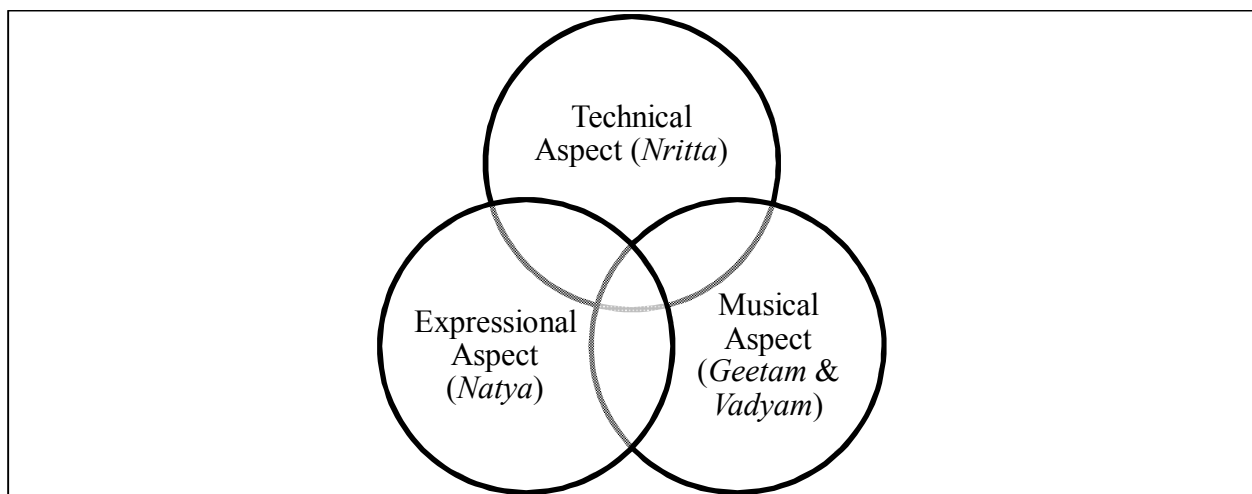 Technical
Aspect (Nritta)
Expressional
Aspect
(Natya)
Musical
Aspect
(Geetam &
Vadyam)